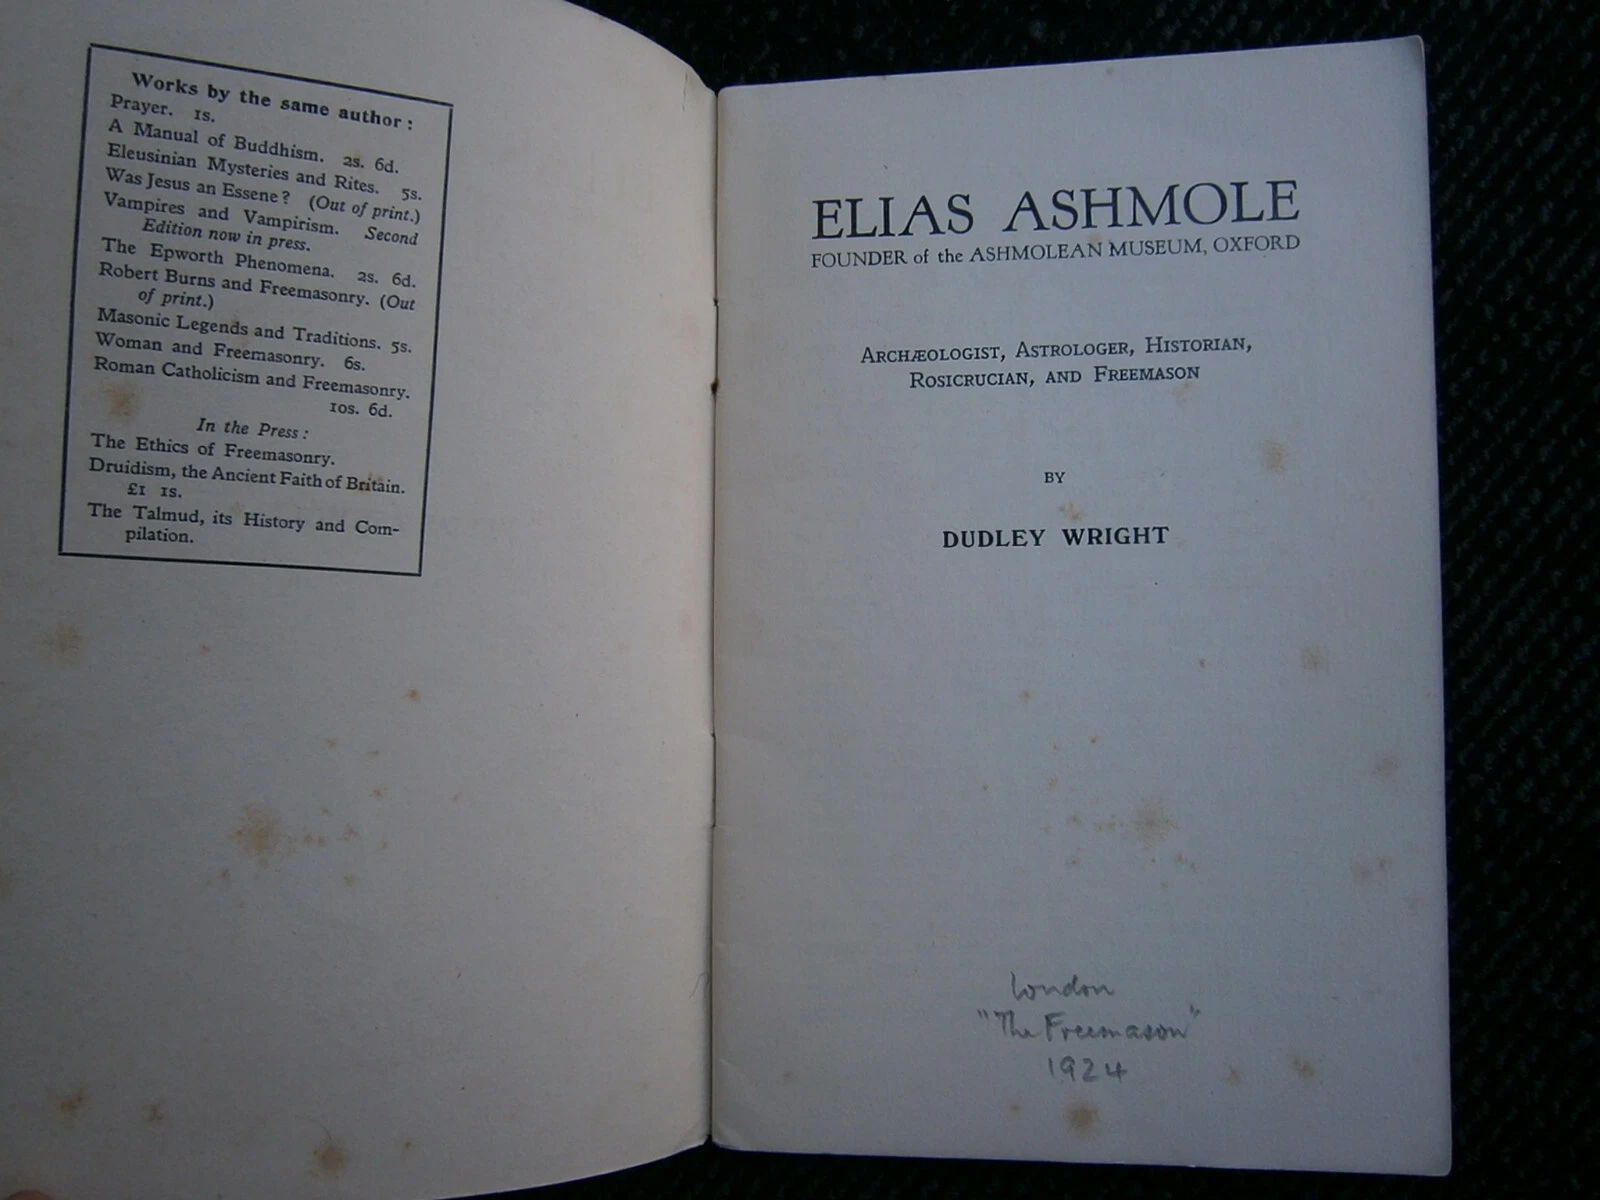 Works by the same author:
Prayer. 1s.
A Manual of Buddhism. 2s. 6d.
Eleusinian Mysteries and Rites. 5s.
Was Jesus an Essene? (Out of print.)
Vampires and Vampirism. Second
Edition now in press.
The Epworth Phenomena. 2s. 6d.
Robert Burns and Freemasonry. (Out
of print.)
Masonic Legends and Traditions. 5s.
Woman and Freemasonry. 6s.
Roman Catholicism and Freemasonry.
10s. 6d.
In the Press:
The Ethics of Freemasonry.
Druidism, the Ancient Faith of Britain.
£1 1s.
The Talmud, its History and Com-
pilation.
ELIAS ASHMOLE
FOUNDER of the ASHMOLEAN MUSEUM, OXFORD
ARCHÆOLOGIST, ASTROLOGER, HISTORIAN,
ROSICRUCIAN, AND FREEMASON
BY
DUDLEY WRIGHT
London
"The Freemason"
1924